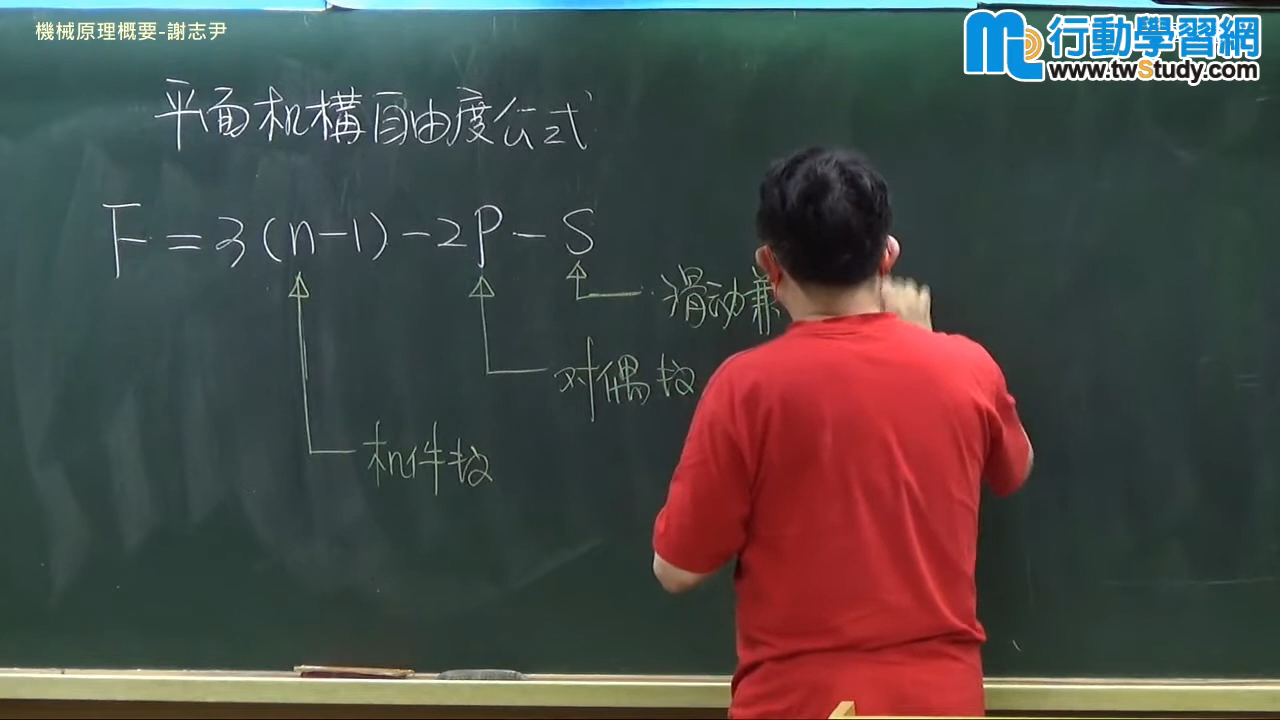 機械原理概要-謝志尹
行動學習網
www.twStudy.com
平面机構自由度公式
F = 3(n-1) - 2P - S
滑动兼
对偶数
机件数